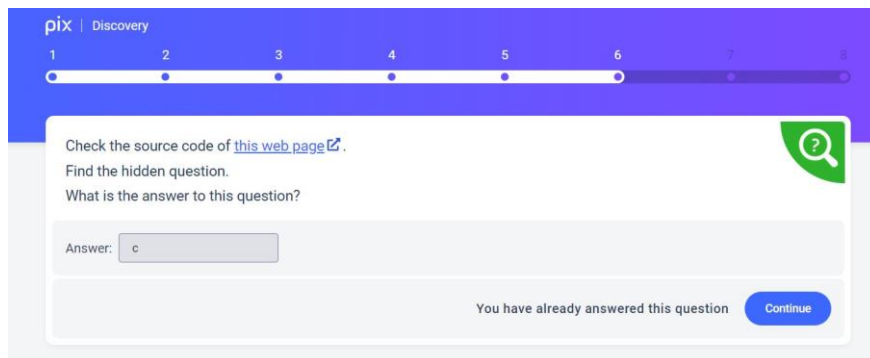 pix | Discovery
1 2 3 4 5 6 7 8
Check the source code of this web page.
Find the hidden question.
What is the answer to this question?
?
Answer: c
You have already answered this question Continue